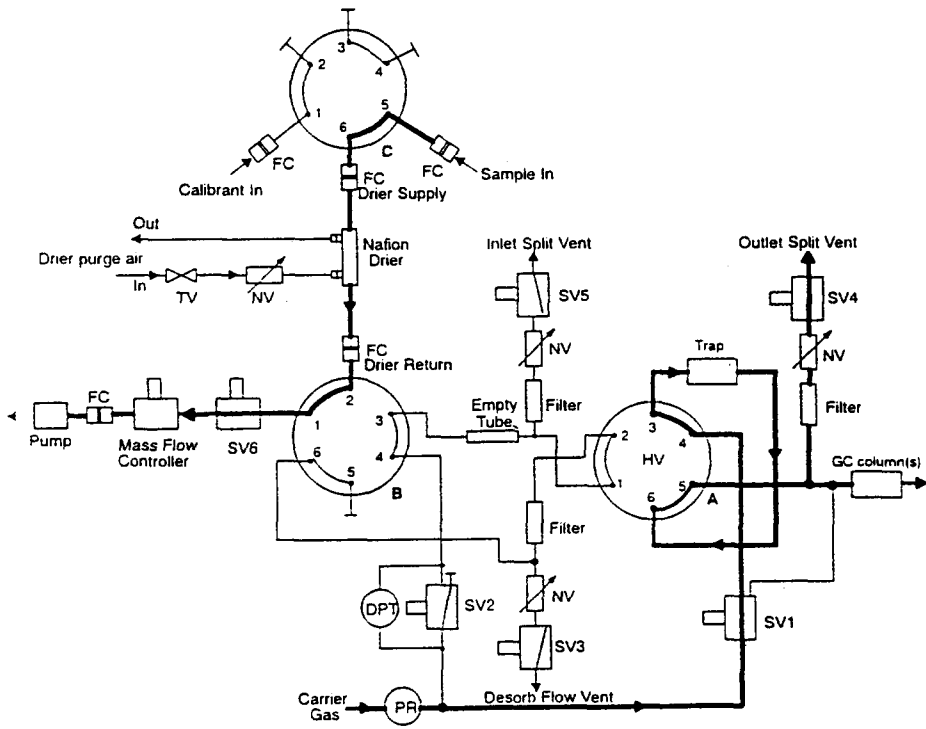 3
2
4
1
5
6
C
FC
FC
FC
Calibrant In
Drier Supply
Sample In
Out
Nafion
Drier
Inlet Split Vent
Outlet Split Vent
Drier purge air
In
TV
NV
SV5
SV4
FC
Drier Return
NV
Trap
NV
FC
2
3
Empty
Tube
Filter
Filter
Pump
Mass Flow
Controller
SV6
1
6
4
5
B
2
3
4
HV
1
5
6
A
GC column(s)
Filter
DPT
SV2
NV
SV3
SV1
Carrier
Gas
PR
Desorb Flow Vent